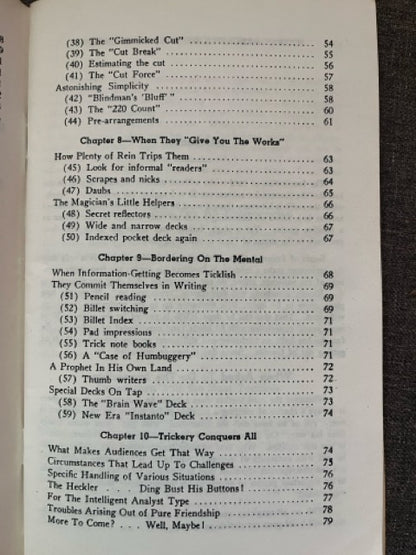 (38) The "Gimmicked Cut" 54
(39) The "Cut Break" 55
(40) Estimating the cut 56
(41) The "Cut Force" 57
Astonishing Simplicity 58
(42) "Blindman's 'Bluff'" 58
(43) The "220 Count" 60
(44) Pre-arrangements 61
Chapter 8—When They "Give You The Works"
How Plenty of Rein Trips Them 63
(45) Look for informal "readers" 63
(46) Scrapes and nicks 64
(47) Daubs 65
The Magician's Little Helpers 66
(48) Secret reflectors 66
(49) Wide and narrow decks 67
(50) Indexed pocket deck again 67
Chapter 9—Bordering On The Mental
When Information-Getting Becomes Ticklish 68
They Commit Themselves in Writing 69
(51) Pencil reading 69
(52) Billet switching 69
(53) Billet Index 71
(54) Pad impressions 71
(55) Trick note books 71
(56) A "Case of Humbuggery" 71
A Prophet In His Own Land 72
(57) Thumb writers 72
Special Decks On Tap 73
(58) The "Brain Wave" Deck 73
(59) New Era "Instanto" Deck 74
Chapter 10—Trickery Conquers All
What Makes Audiences Get That Way 74
Circumstances That Lead Up To Challenges 75
Specific Handling of Various Situations 76
The Heckler . . . Ding Bust His Buttons! 76
For The Intelligent Analyst Type 77
Troubles Arising Out of Pure Friendship 78
More To Come? . . . Well, Maybe! 79